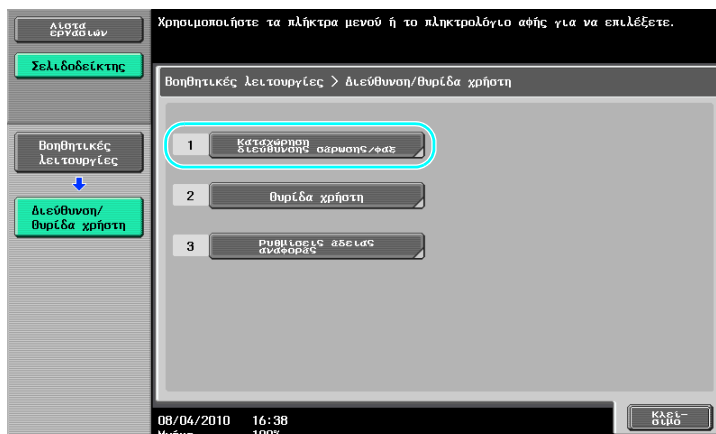 Λίστα
εργασιών
Σελιδοδείκτης
Βοηθητικές
λειτουργίες
Διεύθυνση/
Θυρίδα χρήστη
Χρησιμοποιήστε τα πλήκτρα μενού ή το πληκτρολόγιο αφής για να επιλέξετε.
Βοηθητικές λειτουργίες > Διεύθυνση/Θυρίδα χρήστη
1 Καταχώρηση
διεύθυνσης σάρωσης/φαξ
2 Θυρίδα χρήστη
3 Ρυθμίσεις άδειας
αναφοράς
08/04/2010 16:38
Μνήμη 100%
Κλεί-
σιμο